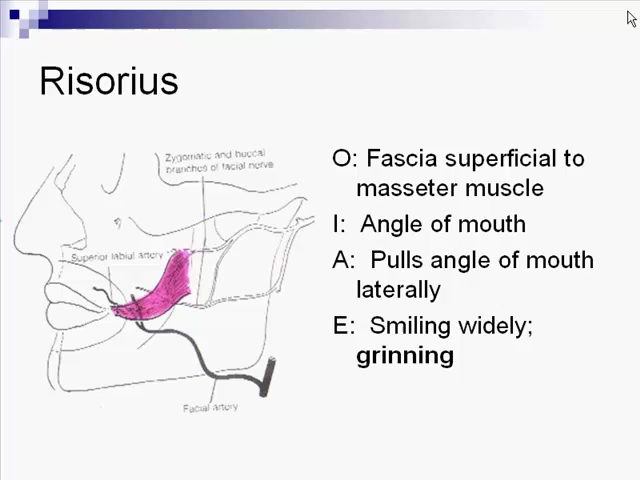 Risorius
Zygomatic and buccal
branches of facial nerve
Superior labial artery
Facial artery
O: Fascia superficial to
masseter muscle
I: Angle of mouth
A: Pulls angle of mouth
laterally
E: Smiling widely;
grinning